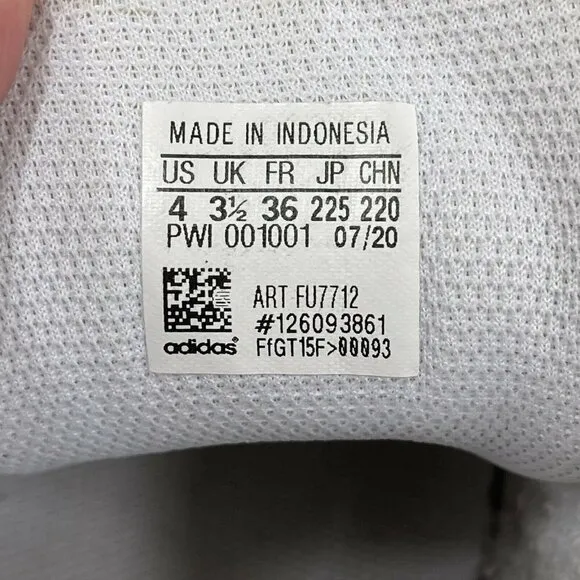 MADE IN INDONESIA
US UK FR JP CHN
4 3½ 36 225 220
PWI 001001 07/20
ART FU7712
#126093861
adidas® FfGT15F>00093